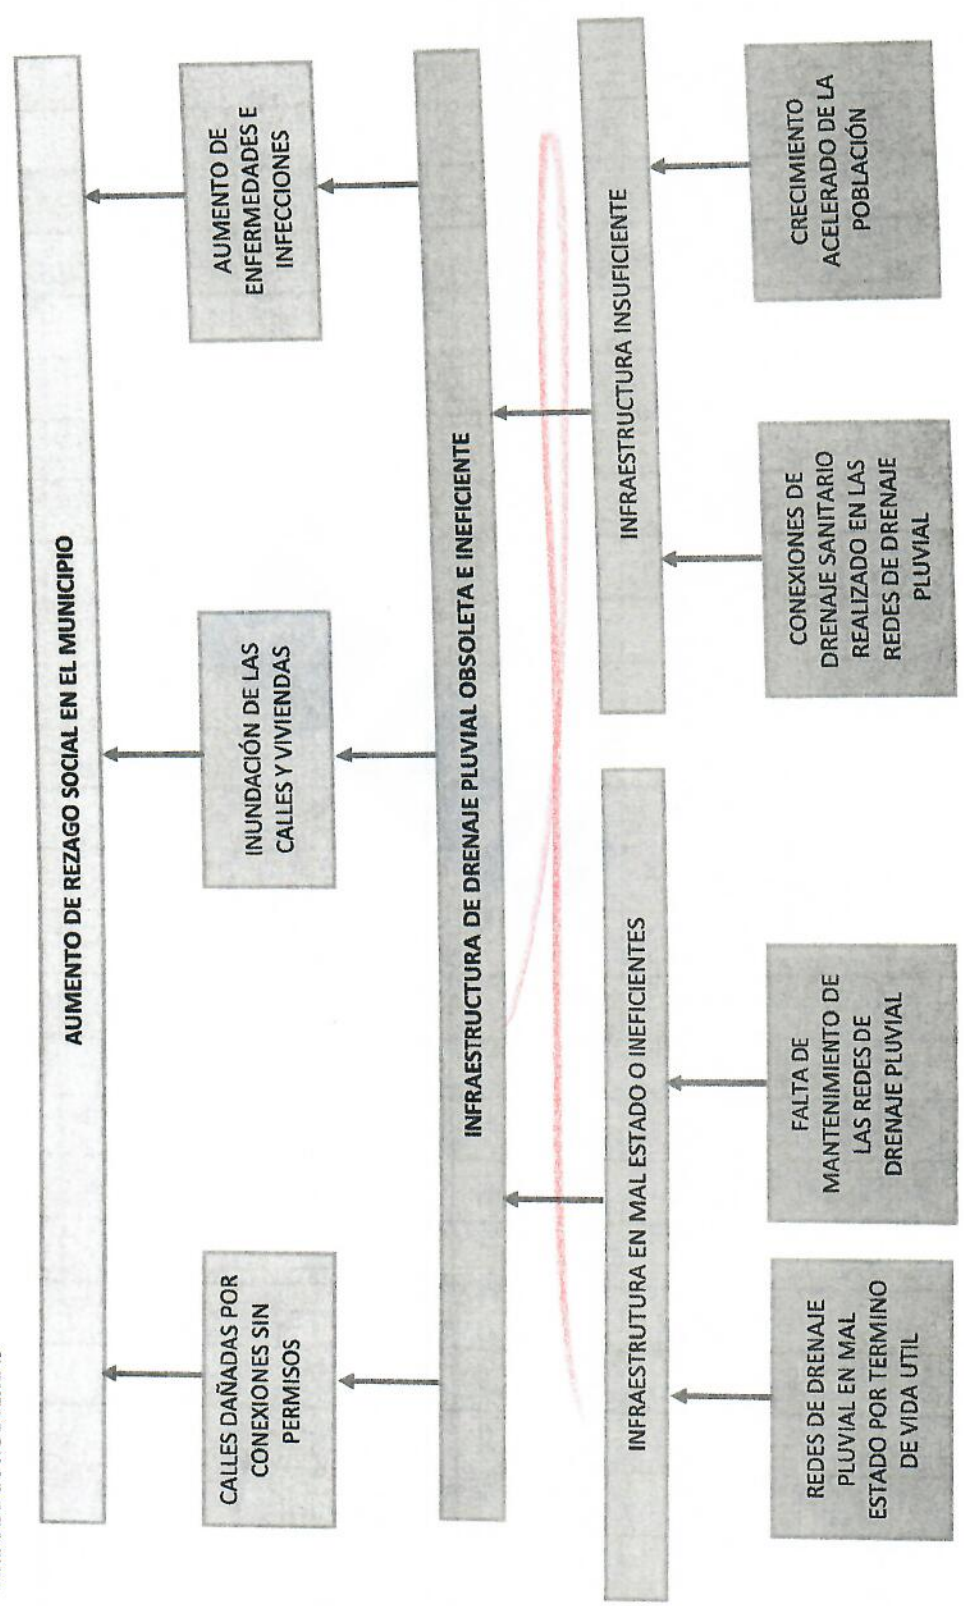 AUMENTO DE REZAGO SOCIAL EN EL MUNICIPIO
CALLES DAÑADAS POR
CONEXIONES SIN
PERMISOS
INUNDACIÓN DE LAS
CALLES Y VIVIENDAS
AUMENTO DE
ENFERMEDADES E
INFECCIONES
INFRAESTRUCTURA DE DRENAJE PLUVIAL OBSOLETA E INEFICIENTE
INFRAESTRUTURA EN MAL ESTADO O INEFICIENTES
INFRAESTRUCTURA INSUFICIENTE
REDES DE DRENAJE
PLUVIAL EN MAL
ESTADO POR TERMINO
DE VIDA UTIL
FALTA DE
MANTENIMIENTO DE
LAS REDES DE
DRENAJE PLUVIAL
CONEXIONES DE
DRENAJE SANITARIO
REALIZADO EN LAS
REDES DE DRENAJE
PLUVIAL
CRECIMIENTO
ACELERADO DE LA
POBLACIÓN